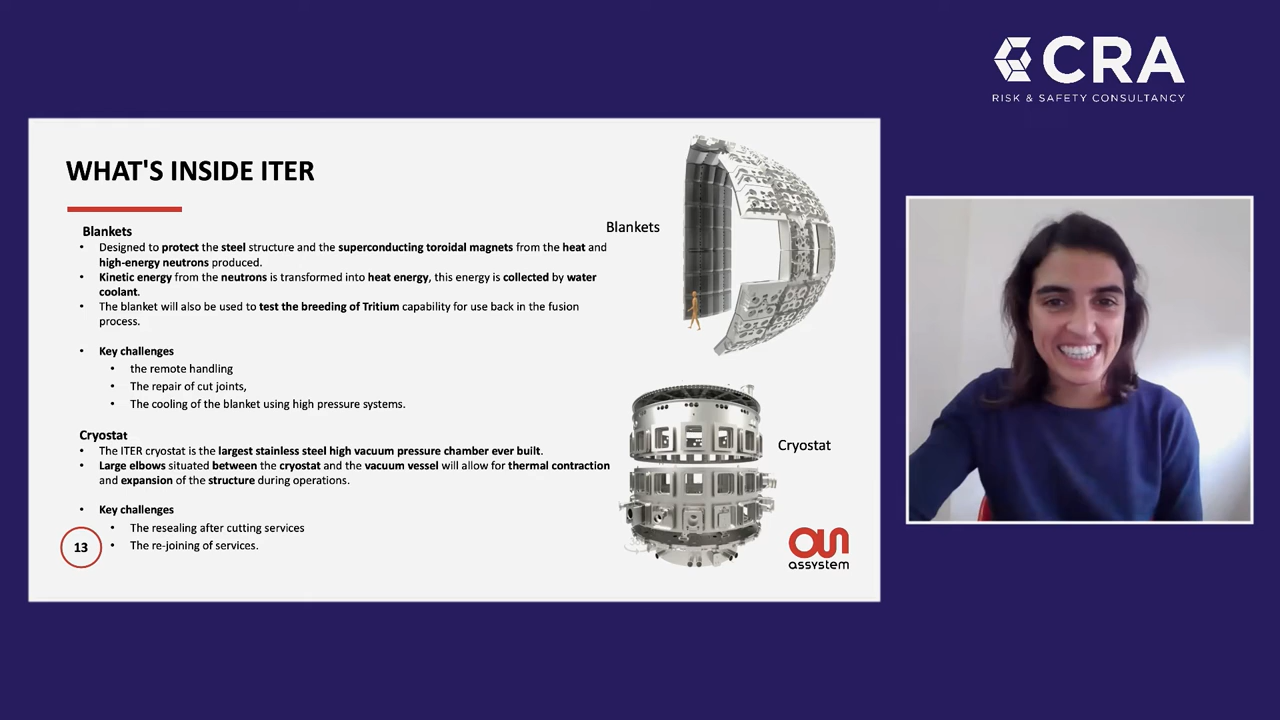 CRA
RISK & SAFETY CONSULTANCY
WHAT'S INSIDE ITER
Blankets
• Designed to protect the steel structure and the superconducting toroidal magnets from the heat and
high-energy neutrons produced.
• Kinetic energy from the neutrons is transformed into heat energy, this energy is collected by water
coolant.
• The blanket will also be used to test the breeding of Tritium capability for use back in the fusion
process.
• Key challenges
• the remote handling
• The repair of cut joints,
• The cooling of the blanket using high pressure systems.
Cryostat
• The ITER cryostat is the largest stainless steel high vacuum pressure chamber ever built.
• Large elbows situated between the cryostat and the vacuum vessel will allow for thermal contraction
and expansion of the structure during operations.
• Key challenges
• The resealing after cutting services
• The re-joining of services.
13
Blankets
Cryostat
assystem